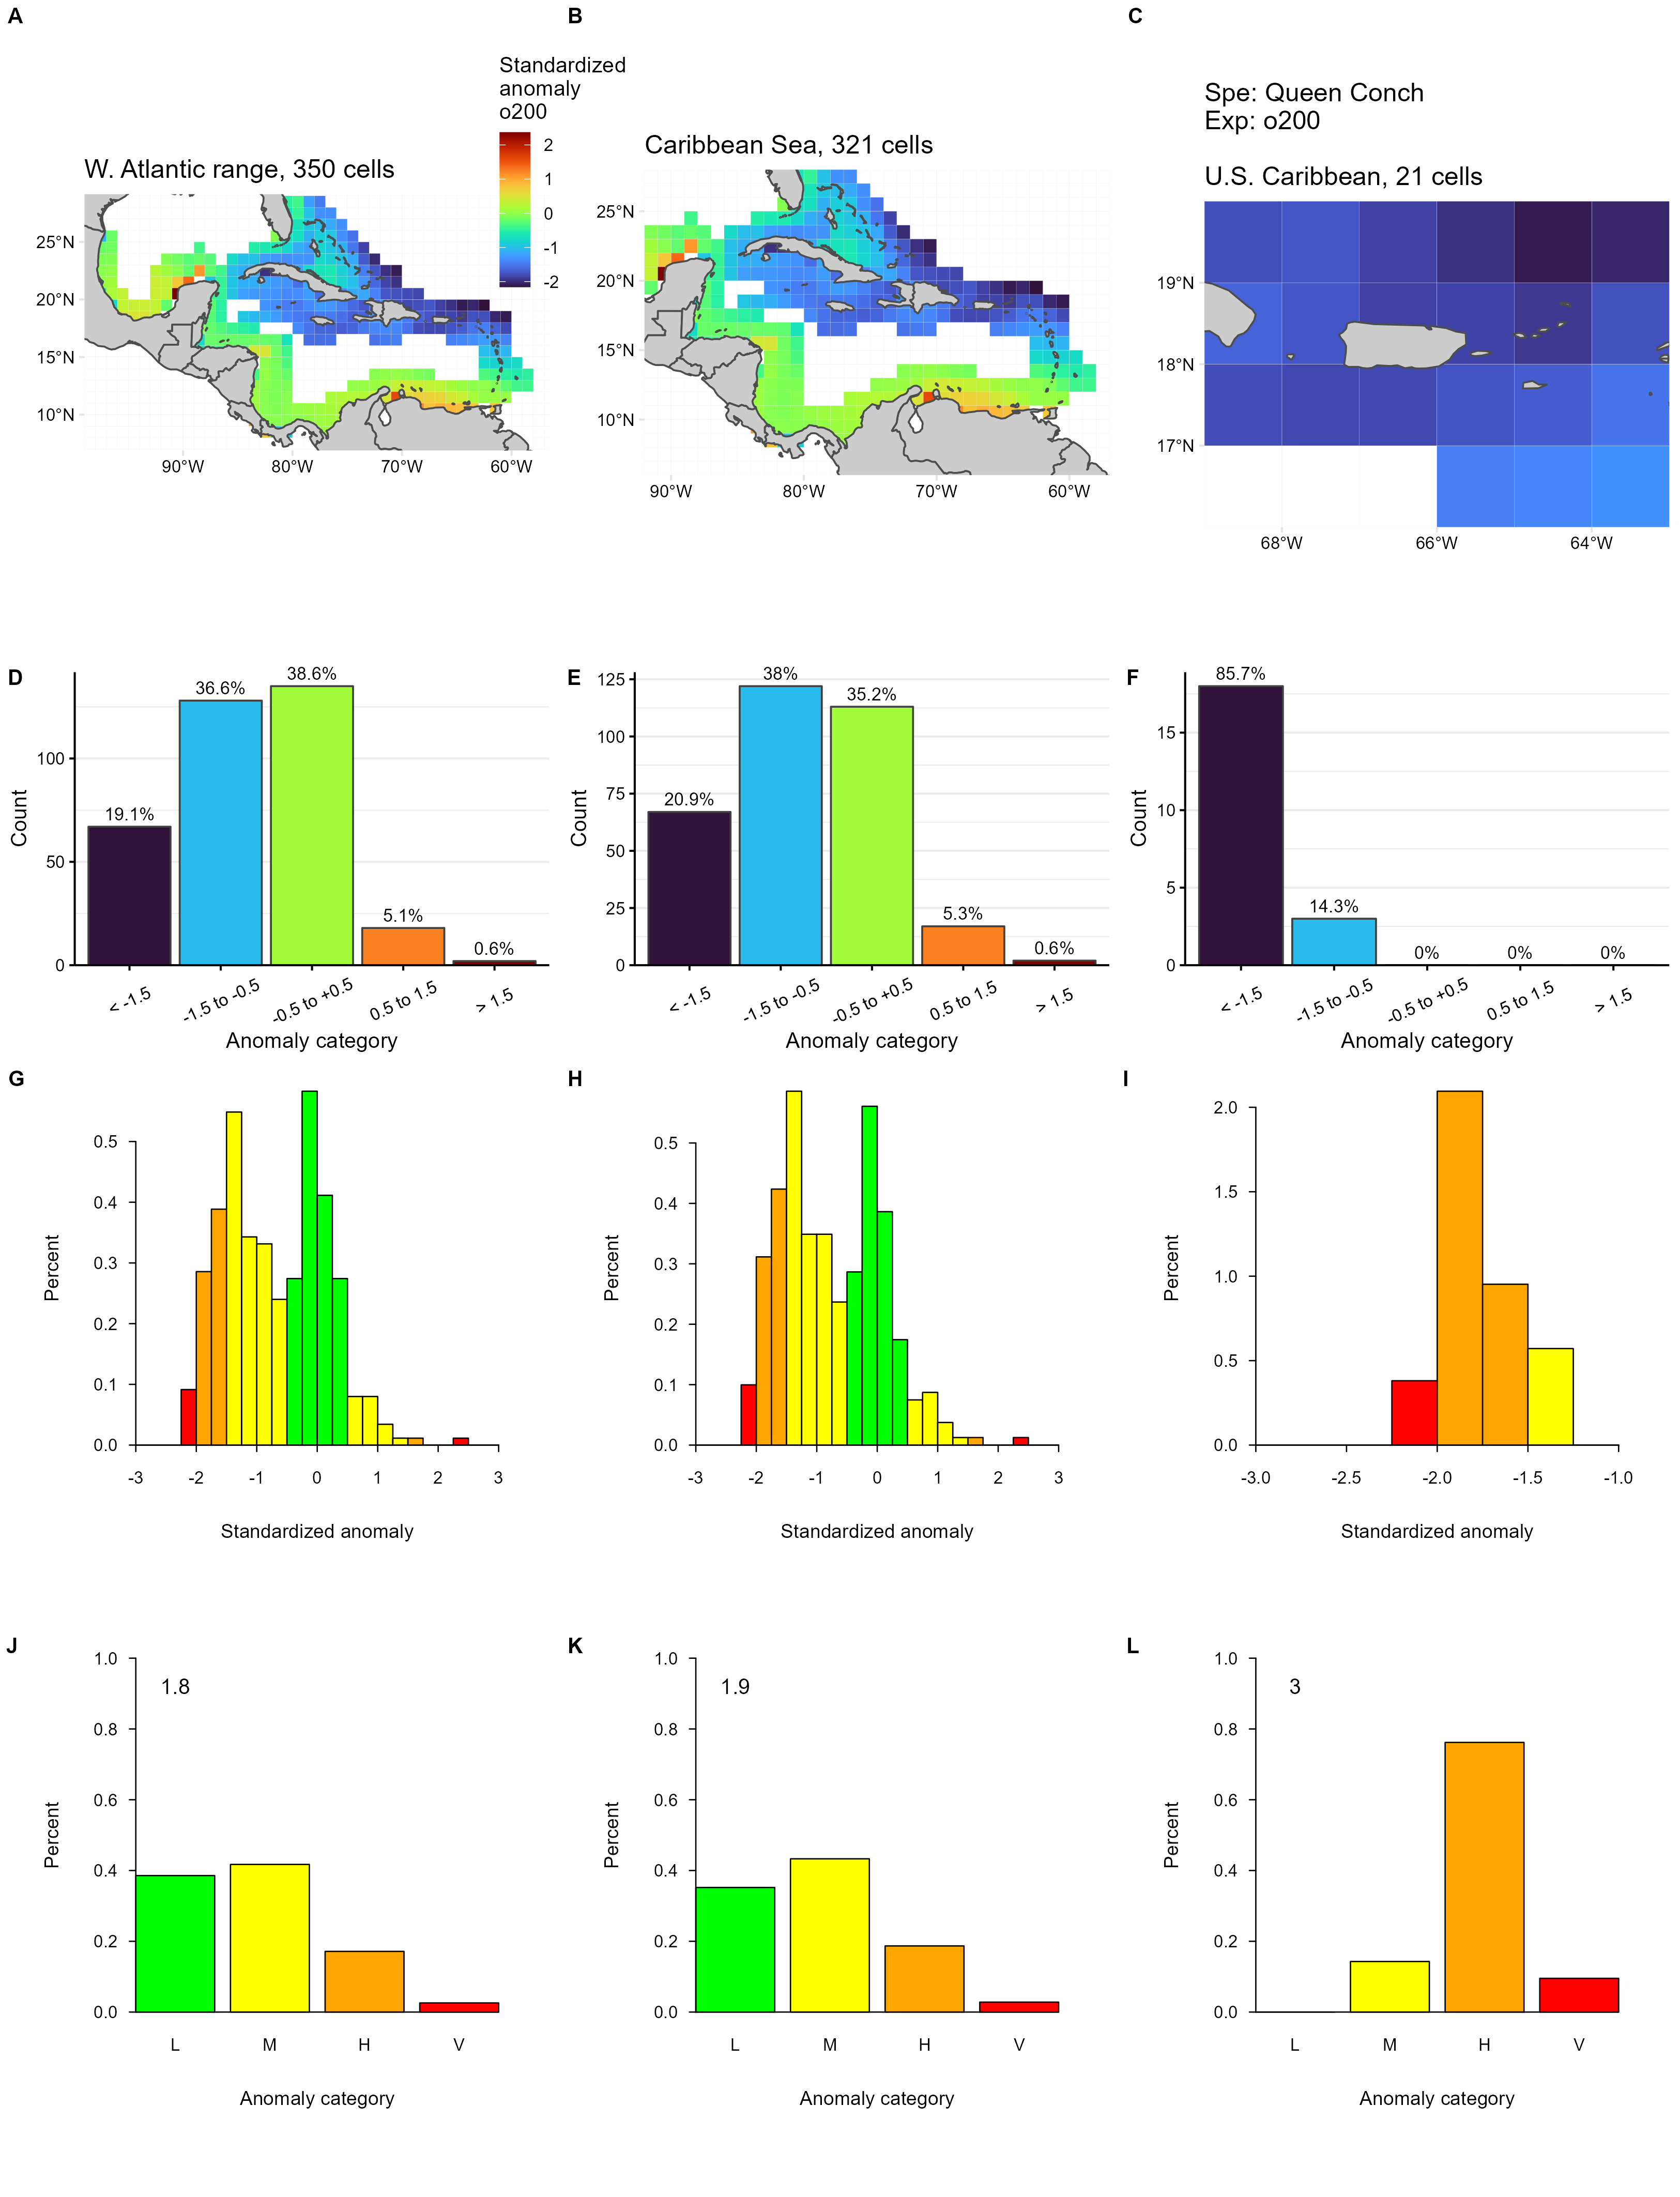 A
B
C
Standardized
anomaly
o200
2
1
0
-1
-2
W. Atlantic range, 350 cells
25°N
20°N
15°N
10°N
90°W
80°W
70°W
60°W
Caribbean Sea, 321 cells
25°N
20°N
15°N
10°N
90°W
80°W
70°W
60°W
Spe: Queen Conch
Exp: o200
U.S. Caribbean, 21 cells
19°N
18°N
17°N
68°W
66°W
64°W
D
Count
100
50
0
19.1%
36.6%
38.6%
5.1%
0.6%
< -1.5
-1.5 to -0.5
-0.5 to +0.5
0.5 to 1.5
> 1.5
Anomaly category
E
Count
125
100
75
50
25
0
20.9%
38%
35.2%
5.3%
0.6%
< -1.5
-1.5 to -0.5
-0.5 to +0.5
0.5 to 1.5
> 1.5
Anomaly category
F
Count
15
10
5
0
85.7%
14.3%
0%
0%
0%
< -1.5
-1.5 to -0.5
-0.5 to +0.5
0.5 to 1.5
> 1.5
Anomaly category
G
Percent
0.5
0.4
0.3
0.2
0.1
0.0
-3
-2
-1
0
1
2
3
Standardized anomaly
H
Percent
0.5
0.4
0.3
0.2
0.1
0.0
-3
-2
-1
0
1
2
3
Standardized anomaly
I
Percent
2.0
1.5
1.0
0.5
0.0
-3.0
-2.5
-2.0
-1.5
-1.0
Standardized anomaly
J
Percent
1.0
0.8
0.6
0.4
0.2
0.0
1.8
L
M
H
V
Anomaly category
K
Percent
1.0
0.8
0.6
0.4
0.2
0.0
1.9
L
M
H
V
Anomaly category
L
Percent
1.0
0.8
0.6
0.4
0.2
0.0
3
L
M
H
V
Anomaly category